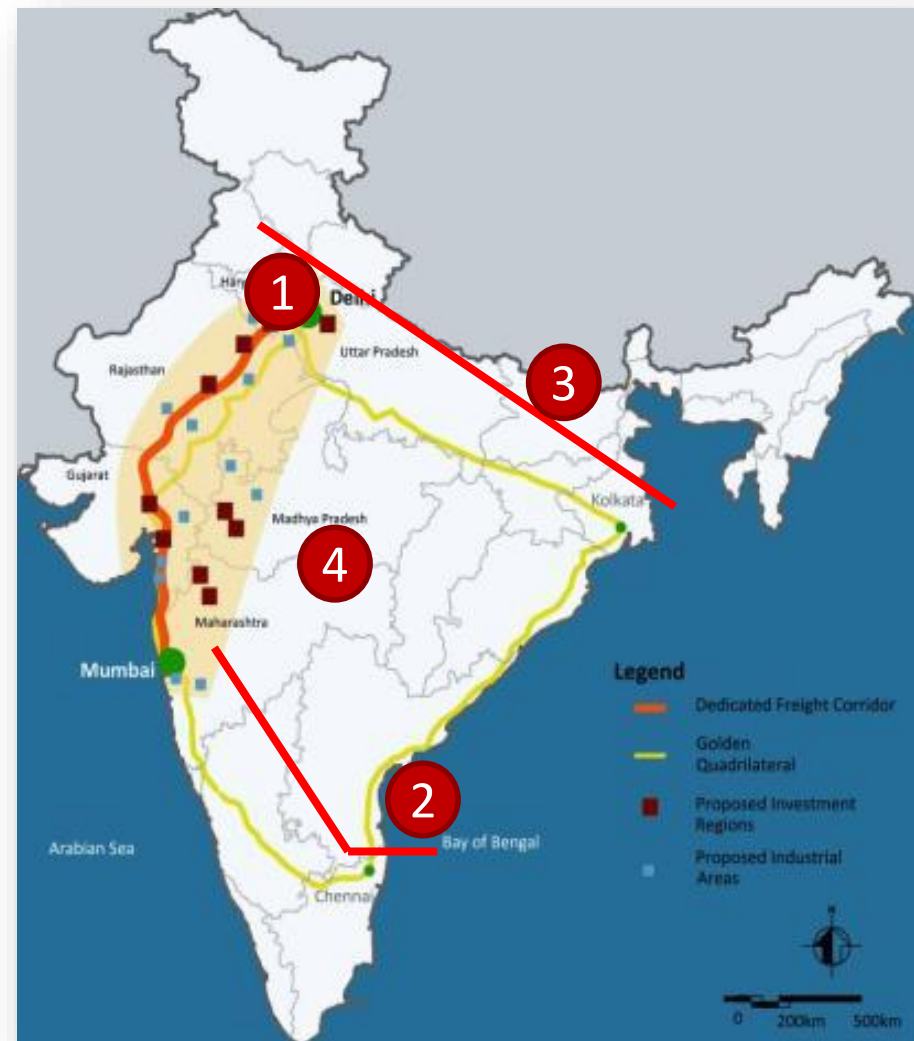 1
Hary
Delhi
Uttar Pradesh
Rajasthan
3
Gujarat
Kolkata
Madhya Pradesh
4
Maharashtra
Mumbai
Legend
Dedicated Freight Corridor
Golden
Quadrilateral
2
Proposed Investment
Regions
Bay of Bengal
Arabian Sea
Proposed Industrial
Areas
Chennai
0 200km 500km